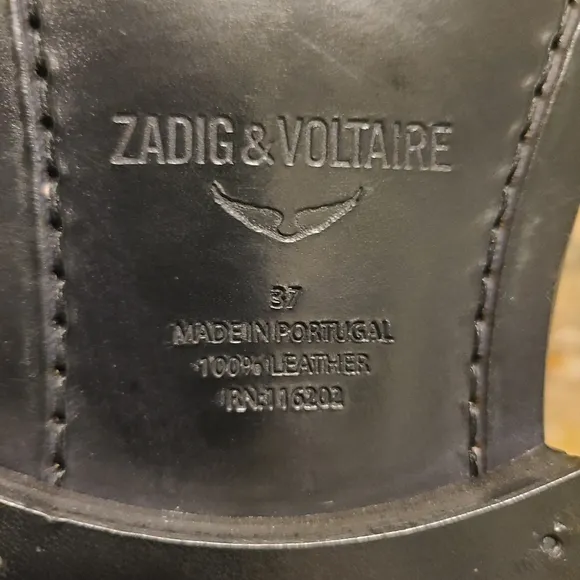 ZADIG & VOLTAIRE
37
MADE IN PORTUGAL
100% LEATHER
RN:116202